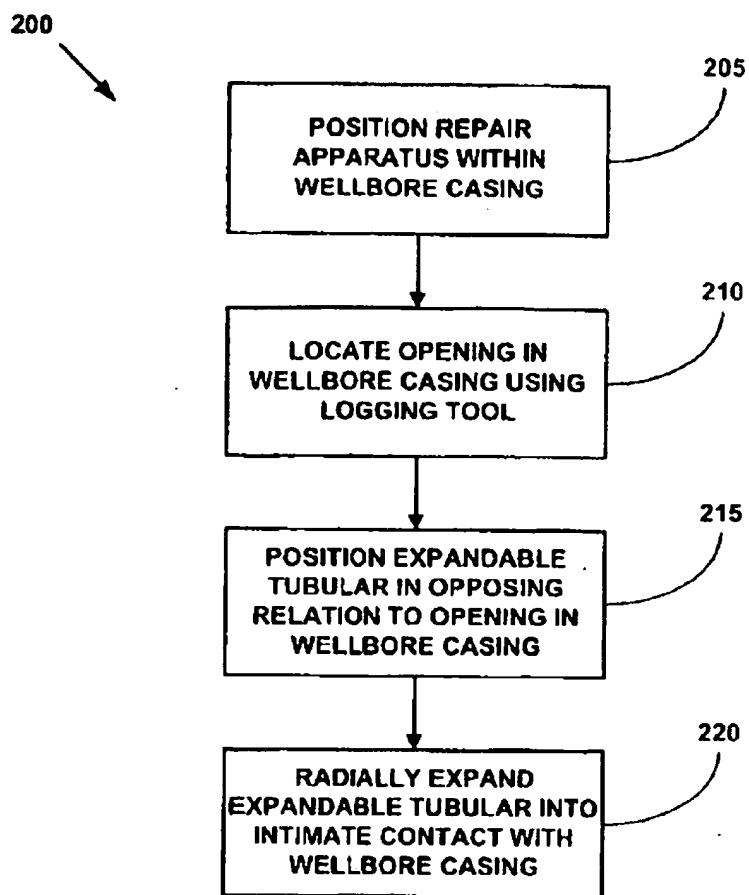 200
205
POSITION REPAIR
APPARATUS WITHIN
WELLBORE CASING
210
LOCATE OPENING IN
WELLBORE CASING USING
LOGGING TOOL
215
POSITION EXPANDABLE
TUBULAR IN OPPOSING
RELATION TO OPENING IN
WELLBORE CASING
220
RADIALLY EXPAND
EXPANDABLE TUBULAR INTO
INTIMATE CONTACT WITH
WELLBORE CASING